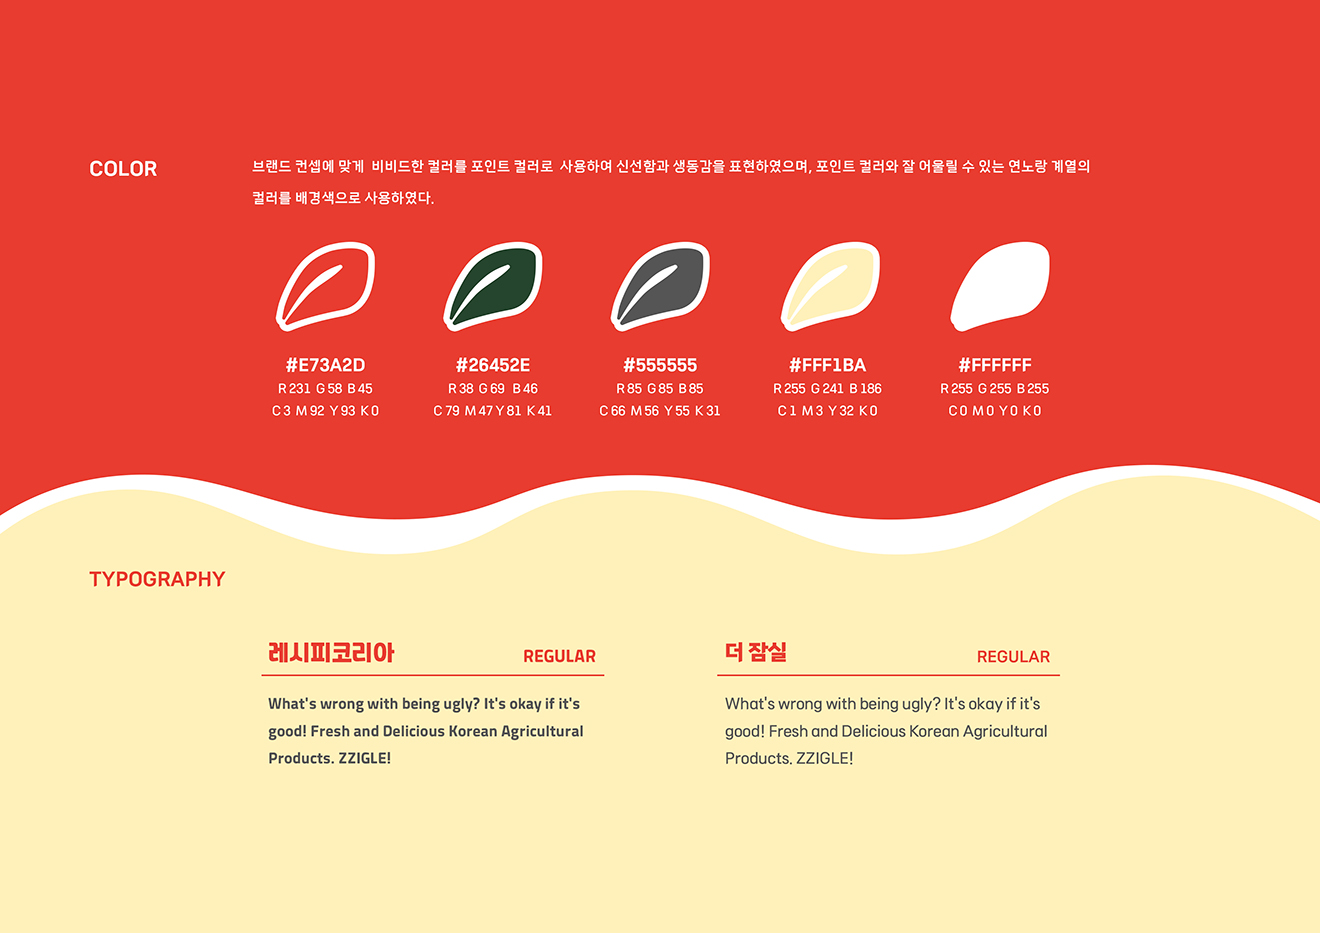 COLOR
브랜드 컨셉에 맞게 비비드한 컬러를 포인트 컬러로 사용하여 신선함과 생동감을 표현하였으며, 포인트 컬러와 잘 어울릴 수 있는 연노랑 계열의
컬러를 배경색으로 사용하였다.
#E73A2D #26452E #555555 #FFF1BA #FFFFFF
R 231 G 58 B 45 R 38 G 69 B 46 R 85 G 85 B 85 R 255 G 241 B 186 R 255 G 255 B 255
C 3 M 92 Y 93 K 0 C 79 M 47 Y 81 K 41 C 66 M 56 Y 55 K 31 C 1 M 3 Y 32 K 0 C 0 M 0 Y 0 K 0
TYPOGRAPHY
레시피코리아 REGULAR
What's wrong with being ugly? It's okay if it's
good! Fresh and Delicious Korean Agricultural
Products. ZZIGLE!
더 잠실 REGULAR
What's wrong with being ugly? It's okay if it's
good! Fresh and Delicious Korean Agricultural
Products. ZZIGLE!